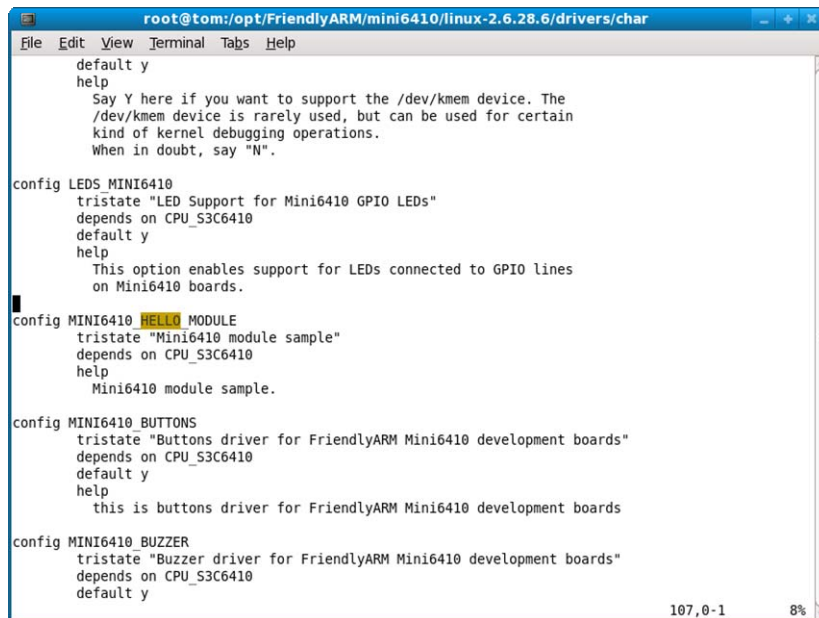 root@tom:/opt/FriendlyARM/mini6410/linux-2.6.28.6/drivers/char
File Edit View Terminal Tabs Help
default y
help
Say Y here if you want to support the /dev/kmem device. The
/dev/kmem device is rarely used, but can be used for certain
kind of kernel debugging operations.
When in doubt, say "N".
config LEDS_MINI6410
tristate "LED Support for Mini6410 GPIO LEDs"
depends on CPU_S3C6410
default y
help
This option enables support for LEDs connected to GPIO lines
on Mini6410 boards.
config MINI6410_HELLO_MODULE
tristate "Mini6410 module sample"
depends on CPU_S3C6410
help
Mini6410 module sample.
config MINI6410_BUTTONS
tristate "Buttons driver for FriendlyARM Mini6410 development boards"
depends on CPU_S3C6410
default y
help
this is buttons driver for FriendlyARM Mini6410 development boards
config MINI6410_BUZZER
tristate "Buzzer driver for FriendlyARM Mini6410 development boards"
depends on CPU_S3C6410
default y
107,0-1 8%